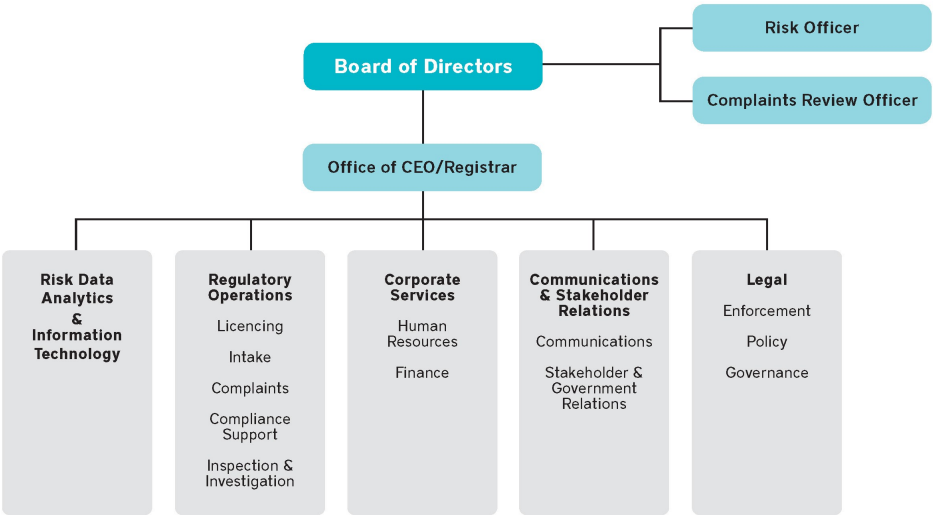 Risk Officer
Board of Directors
Complaints Review Officer
Office of CEO/Registrar
Risk Data
Analytics
&
Information
Technology
Regulatory
Operations
Licencing
Intake
Complaints
Compliance
Support
Inspection &
Investigation
Corporate
Services
Human
Resources
Finance
Communications
& Stakeholder
Relations
Communications
Stakeholder &
Government
Relations
Legal
Enforcement
Policy
Governance